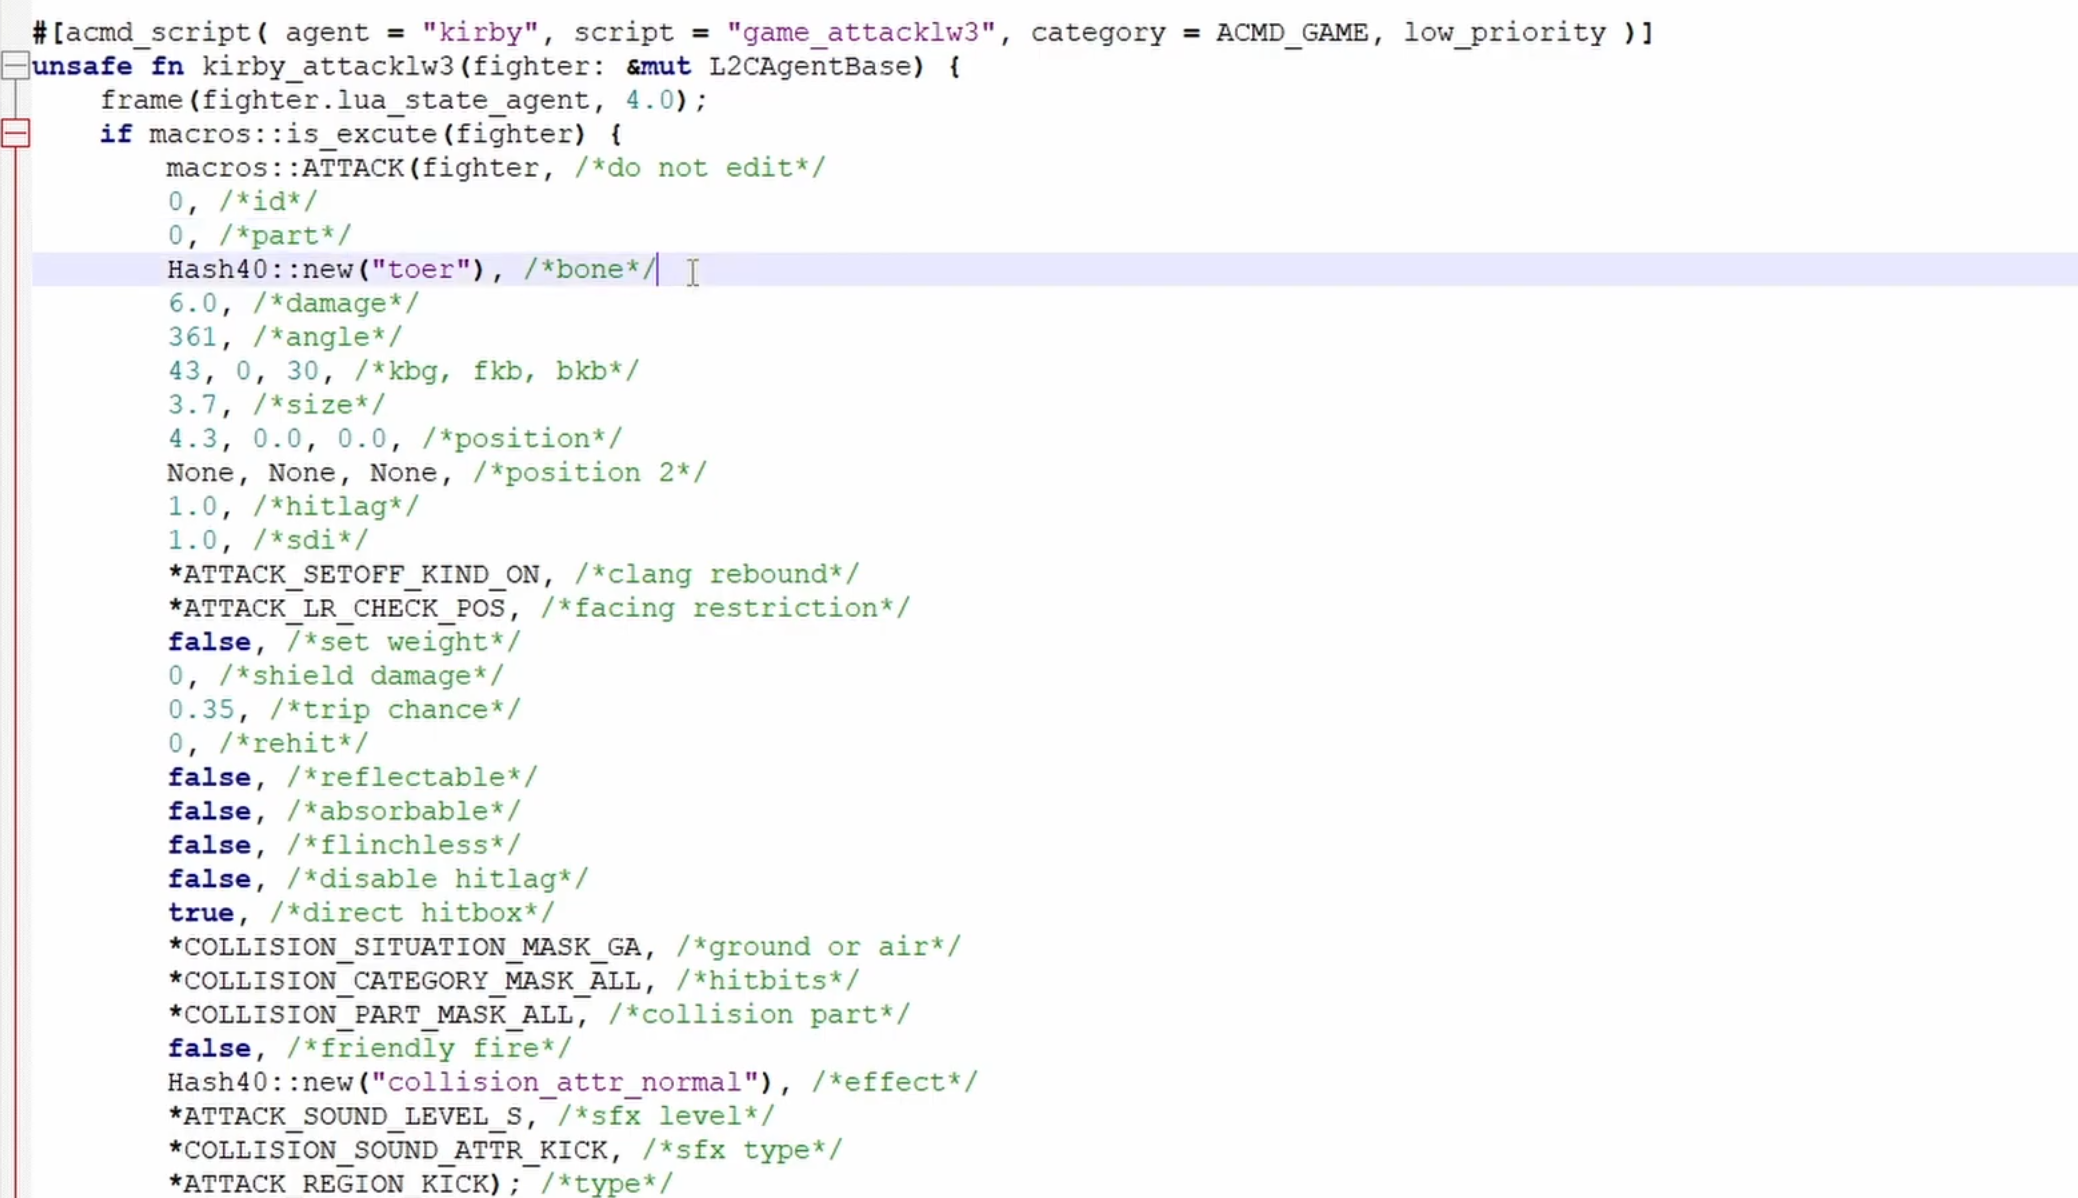 #[acmd_script( agent = "kirby", script = "game_attacklw3", category = ACMD_GAME, low_priority )]
unsafe fn kirby_attacklw3(fighter: &mut L2CAgentBase) {
    frame(fighter.lua_state_agent, 4.0);
    if macros::is_excute(fighter) {
        macros::ATTACK(fighter, /*do not edit*/
        0, /*id*/
        0, /*part*/
        Hash40::new("toer"), /*bone*/
        6.0, /*damage*/
        361, /*angle*/
        43, 0, 30, /*kbg, fkb, bkb*/
        3.7, /*size*/
        4.3, 0.0, 0.0, /*position*/
        None, None, None, /*position 2*/
        1.0, /*hitlag*/
        1.0, /*sdi*/
        *ATTACK_SETOFF_KIND_ON, /*clang rebound*/
        *ATTACK_LR_CHECK_POS, /*facing restriction*/
        false, /*set weight*/
        0, /*shield damage*/
        0.35, /*trip chance*/
        0, /*rehit*/
        false, /*reflectable*/
        false, /*absorbable*/
        false, /*flinchless*/
        false, /*disable hitlag*/
        true, /*direct hitbox*/
        *COLLISION_SITUATION_MASK_GA, /*ground or air*/
        *COLLISION_CATEGORY_MASK_ALL, /*hitbits*/
        *COLLISION_PART_MASK_ALL, /*collision part*/
        false, /*friendly fire*/
        Hash40::new("collision_attr_normal"), /*effect*/
        *ATTACK_SOUND_LEVEL_S, /*sfx level*/
        *COLLISION_SOUND_ATTR_KICK, /*sfx type*/
        *ATTACK_REGION_KICK); /*type*/